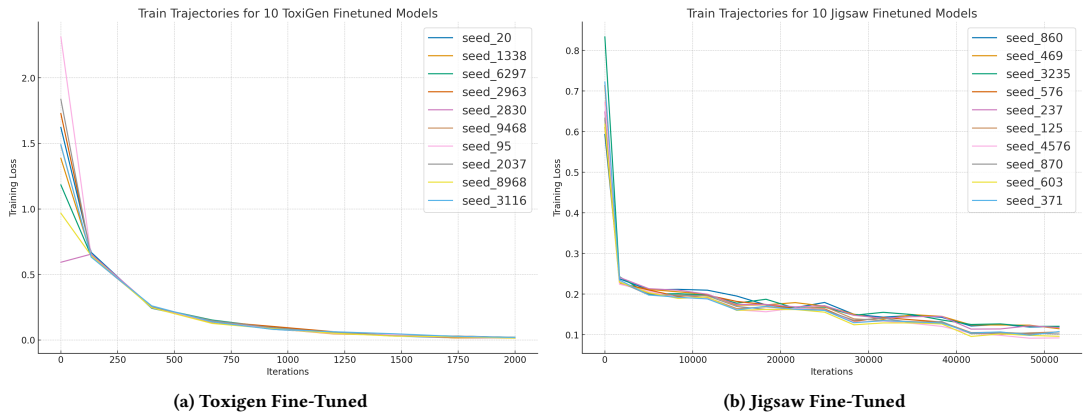 Train Trajectories for 10 ToxiGen Finetuned Models
Training Loss
2.0
1.5
1.0
0.5
0.0
0
250
500
750
1000
1250
1500
1750
2000
Iterations
seed_20
seed_1338
seed_6297
seed_2963
seed_2830
seed_9468
seed_95
seed_2037
seed_8968
seed_3116
(a) Toxigen Fine-Tuned
Train Trajectories for 10 Jigsaw Finetuned Models
Training Loss
0.8
0.7
0.6
0.5
0.4
0.3
0.2
0.1
0
10000
20000
30000
40000
50000
Iterations
seed_860
seed_469
seed_3235
seed_576
seed_237
seed_125
seed_4576
seed_870
seed_603
seed_371
(b) Jigsaw Fine-Tuned